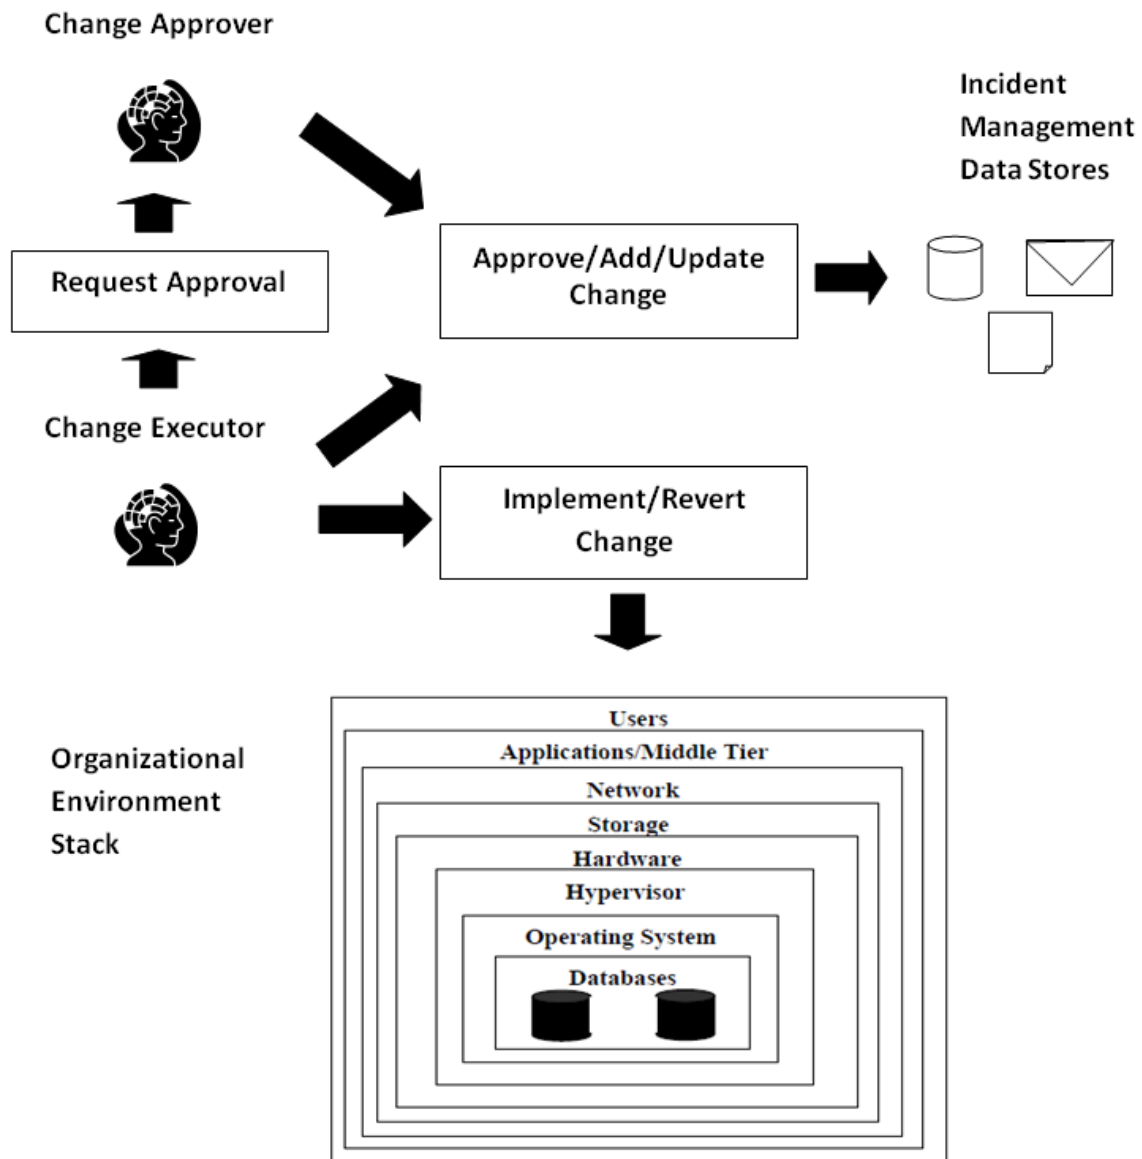 Change Approver
Incident
Management
Data Stores
Request Approval
Approve/Add/Update
Change
Change Executor
Implement/Revert
Change
Organizational
Environment
Stack
Users
Applications/Middle Tier
Network
Storage
Hardware
Hypervisor
Operating System
Databases